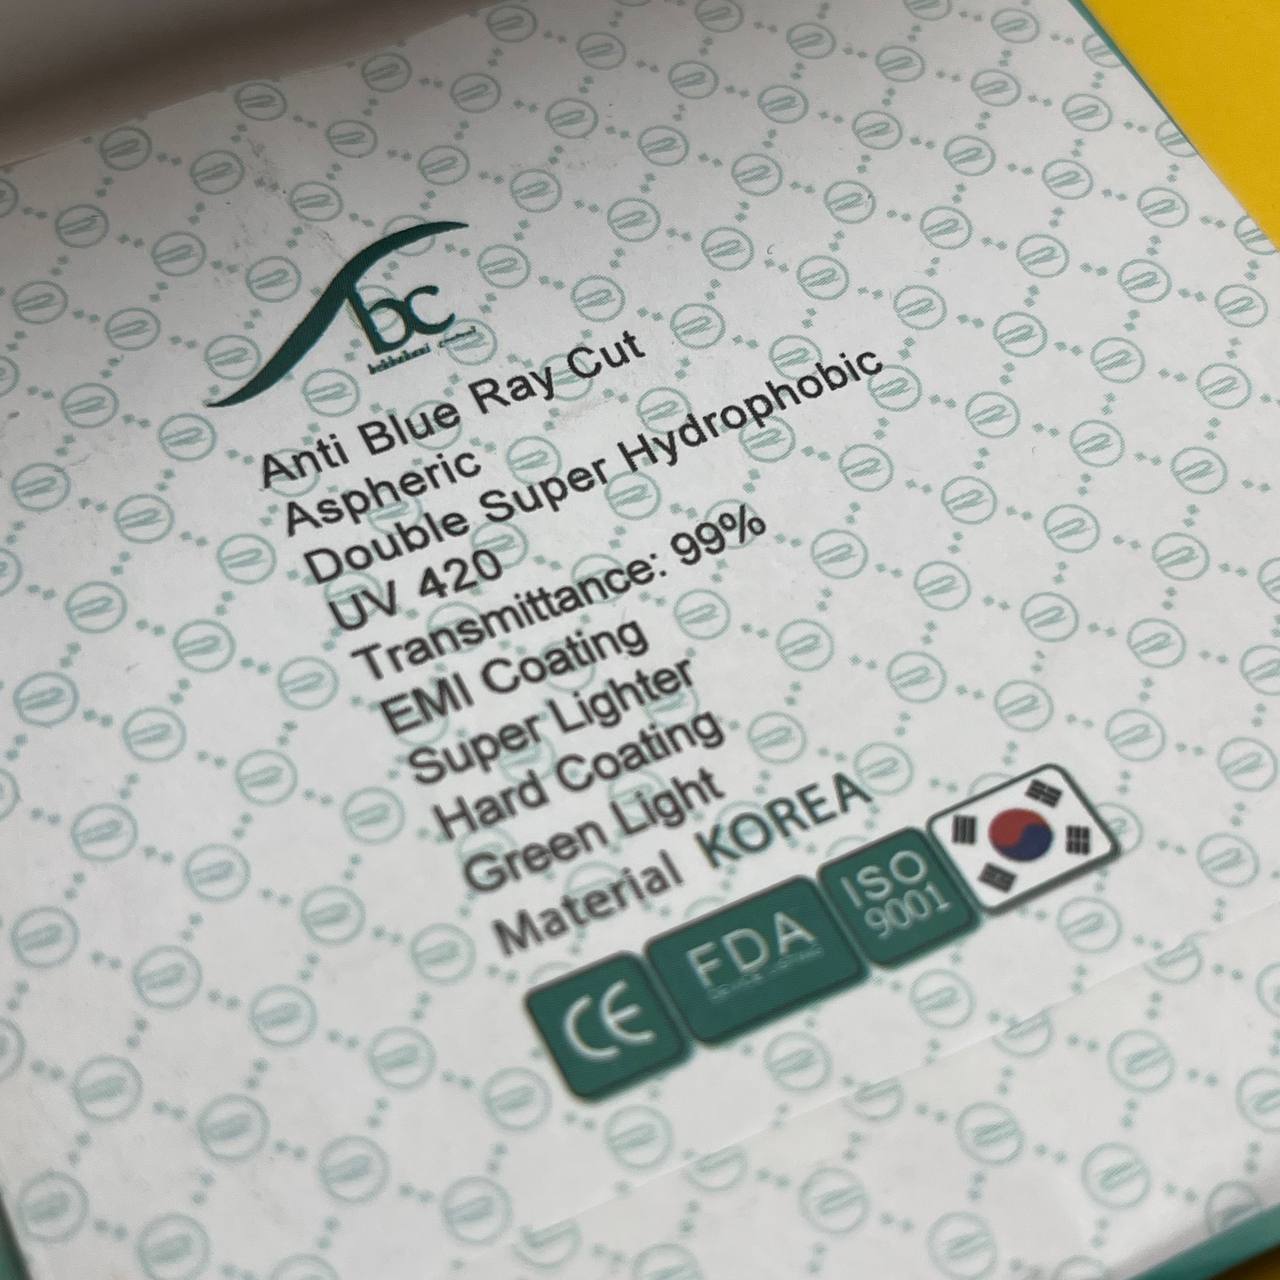 bc
Anti Blue Ray Cut
Aspheric
Double Super Hydrophobic
UV 420
Transmittance: 99%
EMI Coating
Super Lighter
Hard Coating
Green Light
Material KOREA
CE
FDA
ISO
9001